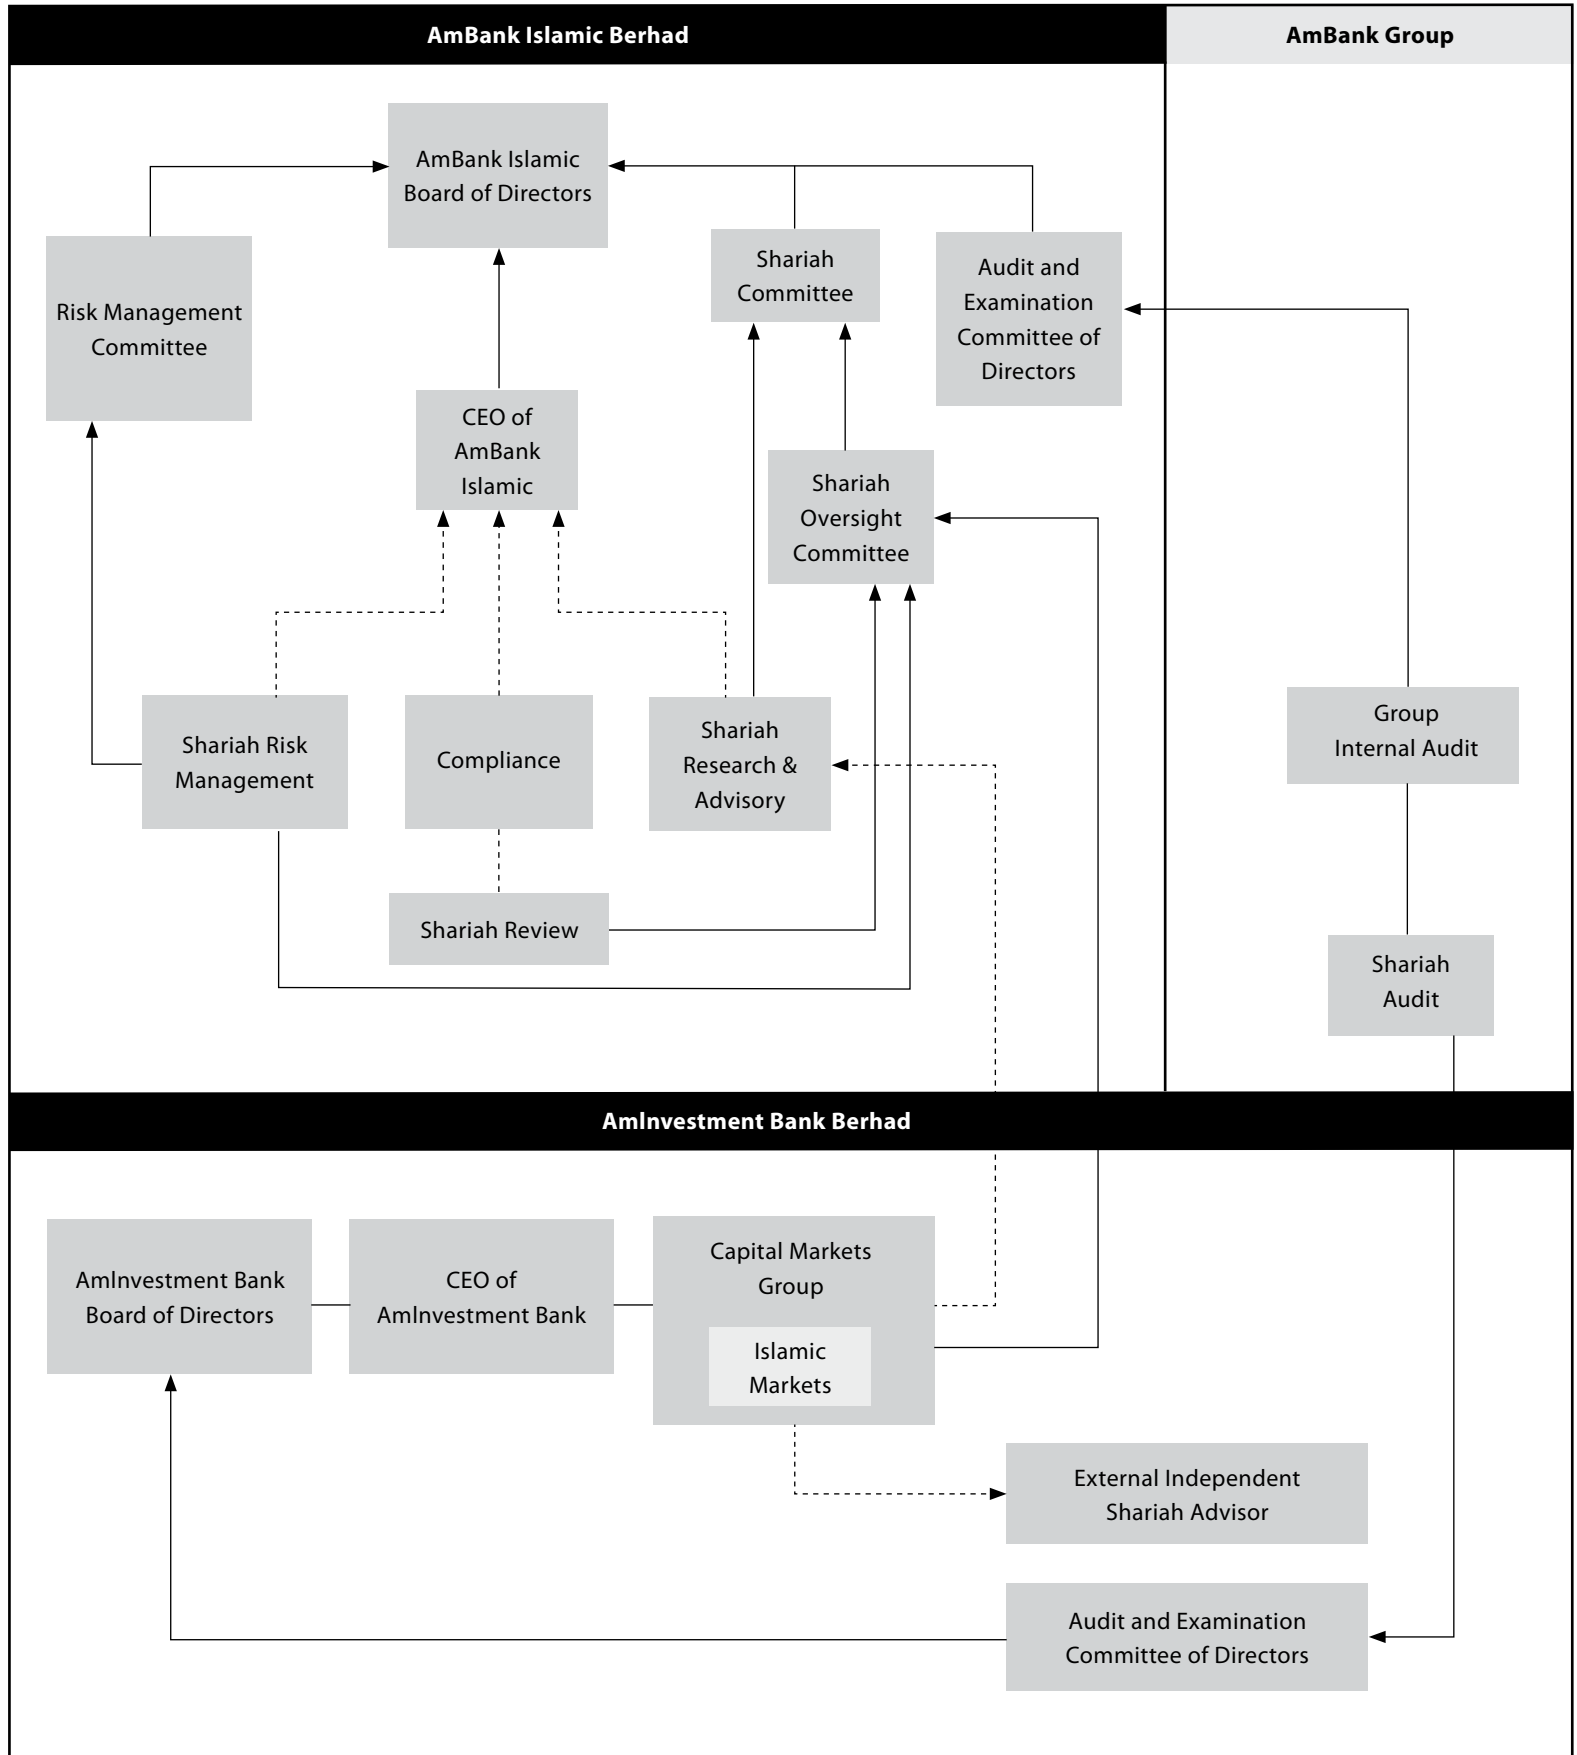 AmBank Islamic Berhad
AmBank Group
AmBank Islamic
Board of Directors
Risk Management
Committee
Shariah
Committee
Audit and
Examination
Committee of
Directors
CEO of
AmBank
Islamic
Shariah
Oversight
Committee
Shariah Risk
Management
Compliance
Shariah
Research &
Advisory
Group
Internal Audit
Shariah Review
Shariah
Audit
AmInvestment Bank Berhad
AmInvestment Bank
Board of Directors
CEO of
AmInvestment Bank
Capital Markets
Group
Islamic
Markets
External Independent
Shariah Advisor
Audit and Examination
Committee of Directors